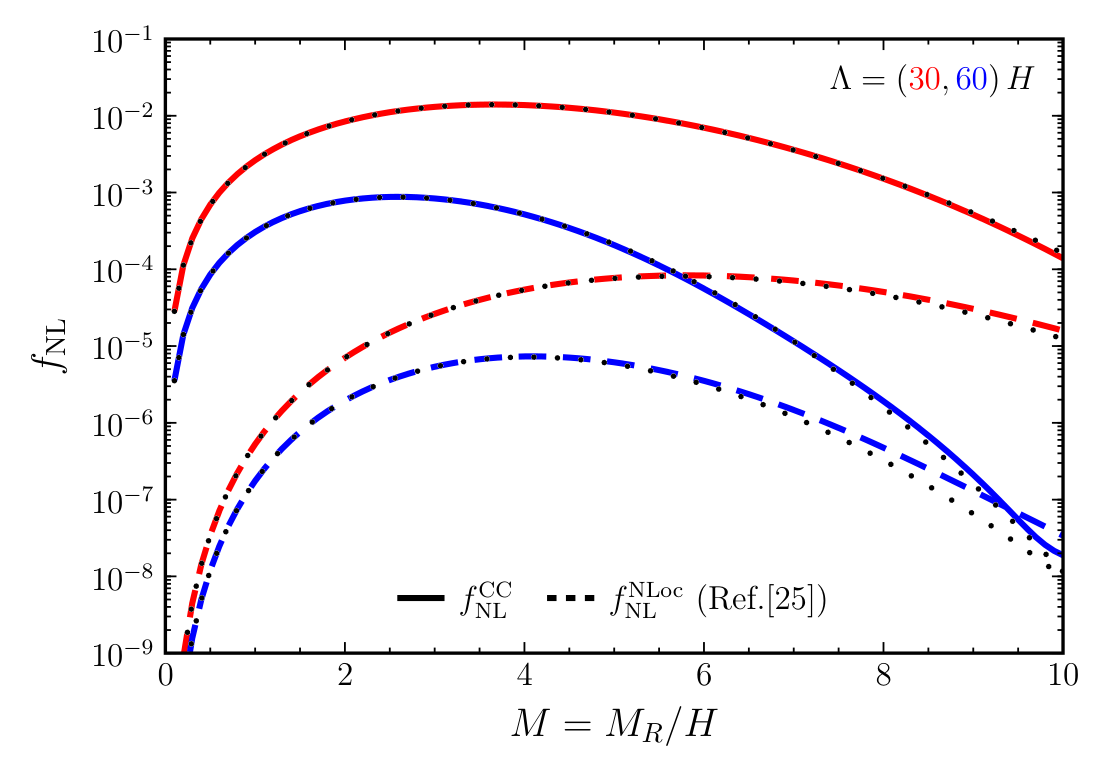 Λ = (30, 60) H
10⁻¹
10⁻²
10⁻³
10⁻⁴
10⁻⁵
10⁻⁶
10⁻⁷
10⁻⁸
10⁻⁹
f_NL
f_NL^CC f_NL^NLoc (Ref.[25])
0 2 4 6 8 10
M = M_R/H